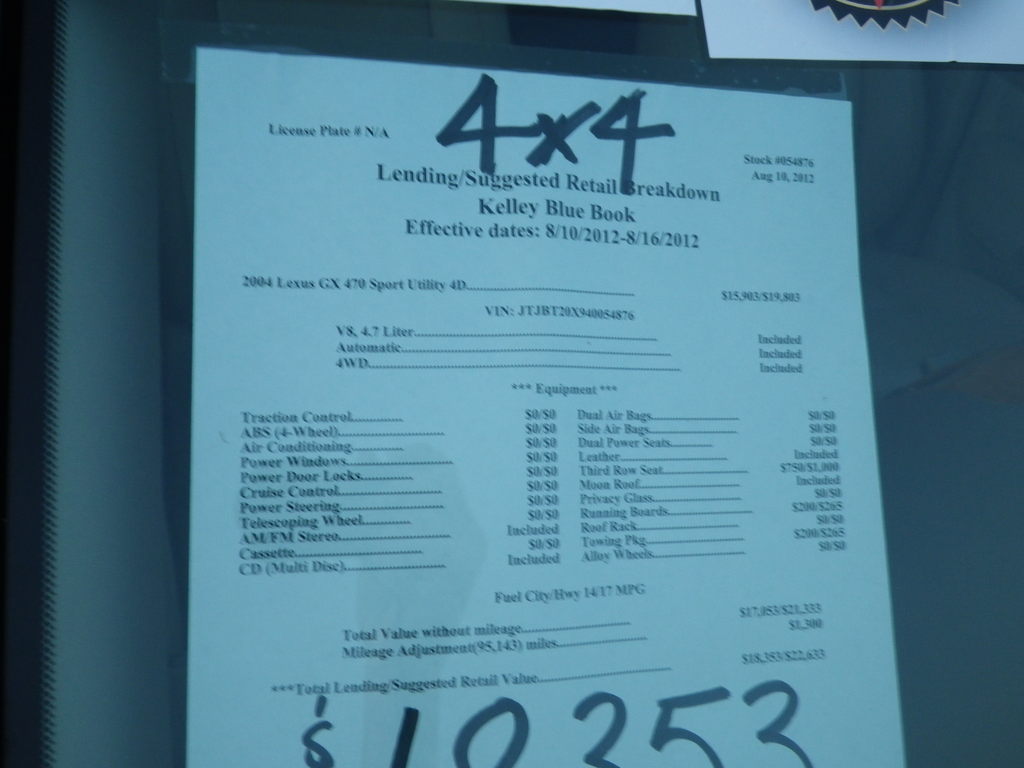 4x4
License Plate # N/A
Stock #054876
Aug 10, 2012
Lending/Suggested Retail Breakdown
Kelley Blue Book
Effective dates: 8/10/2012-8/16/2012
2004 Lexus GX 470 Sport Utility 4D........ $15,903/$19,803
VIN: JTJBT20X940054876
V8, 4.7 Liter........ Included
Automatic........ Included
4WD........ Included
*** Equipment ***
Traction Control........ $0/$0 Dual Air Bags........ $0/$0
ABS (4-Wheel)........ $0/$0 Side Air Bags........ $0/$0
Air Conditioning........ $0/$0 Dual Power Seats........ $0/$0
Power Windows........ $0/$0 Leather........ Included
Power Door Locks........ $0/$0 Third Row Seat........ $750/$1,000
Cruise Control........ $0/$0 Moon Roof........ Included
Power Steering........ $0/$0 Privacy Glass........ $0/$0
Telescoping Wheel........ $0/$0 Running Boards........ $200/$265
AM/FM Stereo........ Included Roof Rack........ $0/$0
Cassette........ $0/$0 Towing Pkg........ $200/$265
CD (Multi Disc)........ Included Alloy Wheels........ $0/$0
Fuel City/Hwy 14/17 MPG
Total Value without mileage........ $17,053/$21,333
Mileage Adjustment(95,143) miles........ $1,300
***Total Lending/Suggested Retail Value........ $18,353/$22,633